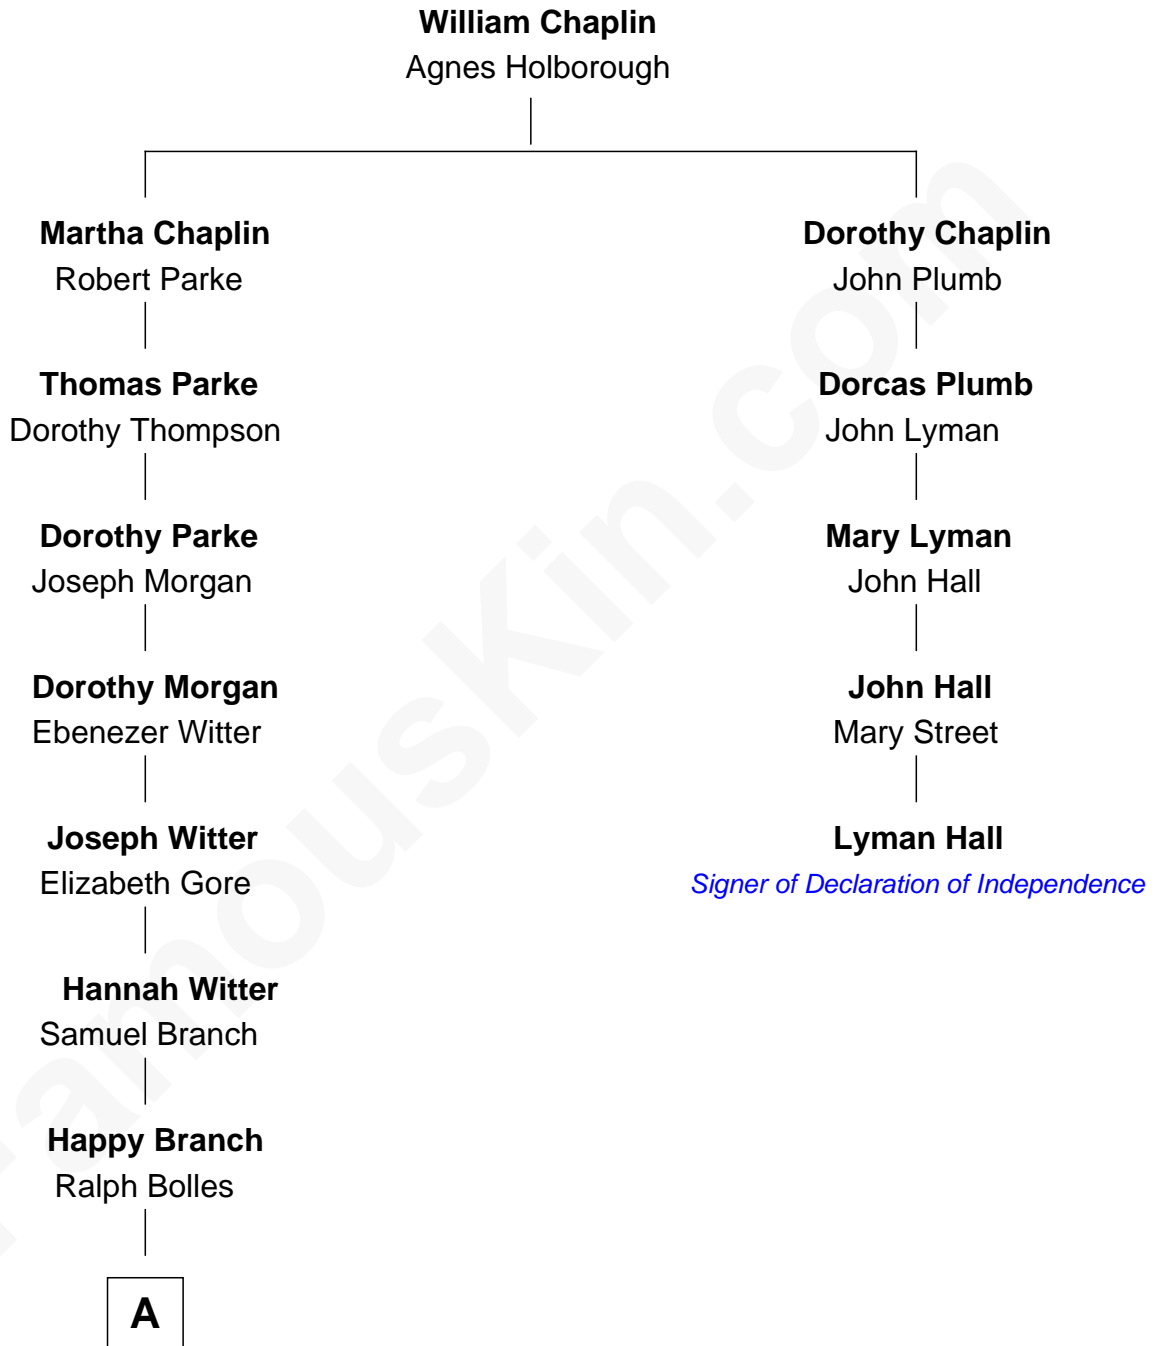 William Chaplin
Agnes Holborough
Martha Chaplin
Robert Parke
Dorothy Chaplin
John Plumb
Thomas Parke
Dorothy Thompson
Dorcas Plumb
John Lyman
Dorothy Parke
Joseph Morgan
Mary Lyman
John Hall
Dorothy Morgan
Ebenezer Witter
John Hall
Mary Street
Joseph Witter
Elizabeth Gore
Lyman Hall
Signer of Declaration of Independence
Hannah Witter
Samuel Branch
Happy Branch
Ralph Bolles
A
FamousKin.com